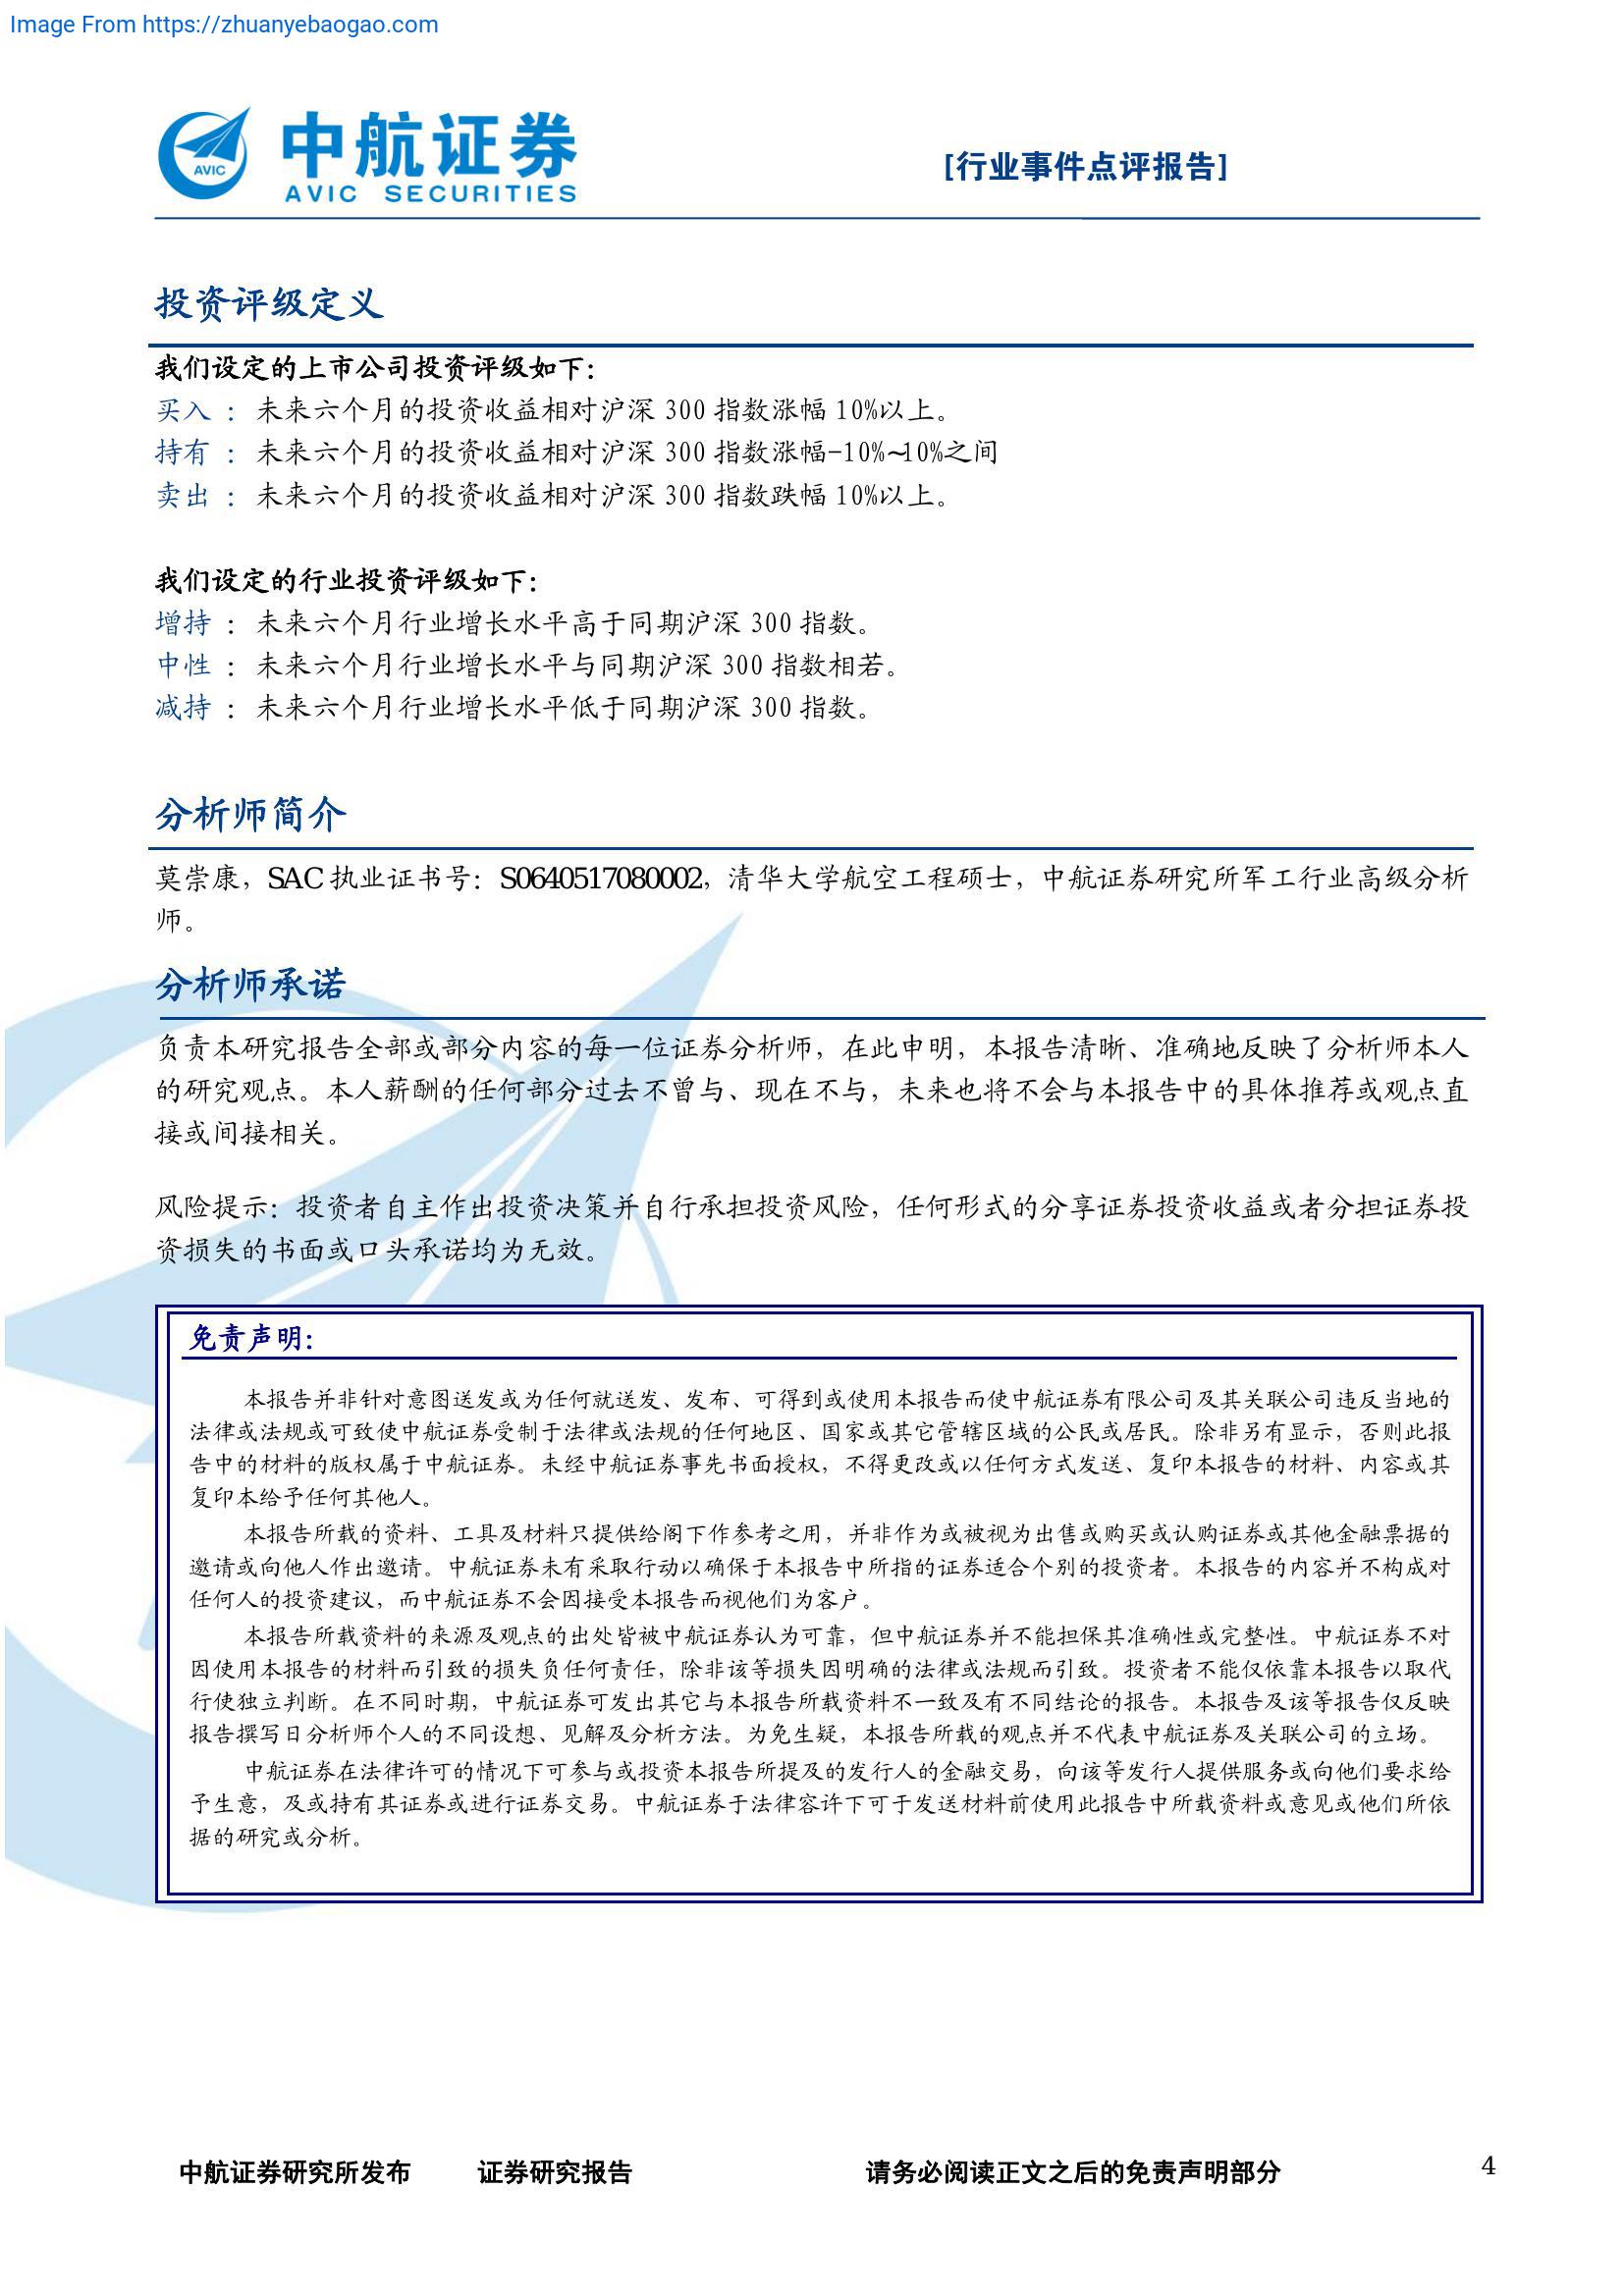 Image From https://zhuanyebaogao.com
AVIC
中航证券
AVIC SECURITIES
[行业事件点评报告]
投资评级定义
我们设定的上市公司投资评级如下：
买入 ： 未来六个月的投资收益相对沪深 300 指数涨幅 10%以上。
持有 ： 未来六个月的投资收益相对沪深 300 指数涨幅-10%~10%之间
卖出 ： 未来六个月的投资收益相对沪深 300 指数跌幅 10%以上。
我们设定的行业投资评级如下：
增持 ： 未来六个月行业增长水平高于同期沪深 300 指数。
中性 ： 未来六个月行业增长水平与同期沪深 300 指数相若。
减持 ： 未来六个月行业增长水平低于同期沪深 300 指数。
分析师简介
莫崇康，SAC 执业证书号：S0640517080002，清华大学航空工程硕士，中航证券研究所军工行业高级分析
师。
分析师承诺
负责本研究报告全部或部分内容的每一位证券分析师，在此申明，本报告清晰、准确地反映了分析师本人
的研究观点。本人薪酬的任何部分过去不曾与、现在不与，未来也将不会与本报告中的具体推荐或观点直
接或间接相关。
风险提示：投资者自主作出投资决策并自行承担投资风险，任何形式的分享证券投资收益或者分担证券投
资损失的书面或口头承诺均为无效。
免责声明：
本报告并非针对意图送发或为任何就送发、发布、可得到或使用本报告而使中航证券有限公司及其关联公司违反当地的
法律或法规或可致使中航证券受制于法律或法规的任何地区、国家或其它管辖区域的公民或居民。除非另有显示，否则此报
告中的材料的版权属于中航证券。未经中航证券事先书面授权，不得更改或以任何方式发送、复印本报告的材料、内容或其
复印本给予任何其他人。
本报告所载的资料、工具及材料只提供给阁下作参考之用，并非作为或被视为出售或购买或认购证券或其他金融票据的
邀请或向他人作出邀请。中航证券未有采取行动以确保于本报告中所指的证券适合个别的投资者。本报告的内容并不构成对
任何人的投资建议，而中航证券不会因接受本报告而视他们为客户。
本报告所载资料的来源及观点的出处皆被中航证券认为可靠，但中航证券并不能担保其准确性或完整性。中航证券不对
因使用本报告的材料而引致的损失负任何责任，除非该等损失因明确的法律或法规而引致。投资者不能仅依靠本报告以取代
行使独立判断。在不同时期，中航证券可发出其它与本报告所载资料不一致及有不同结论的报告。本报告及该等报告仅反映
报告撰写日分析师个人的不同设想、见解及分析方法。为免生疑，本报告所载的观点并不代表中航证券及关联公司的立场。
中航证券在法律许可的情况下可参与或投资本报告所提及的发行人的金融交易，向该等发行人提供服务或向他们要求给
予生意，及或持有其证券或进行证券交易。中航证券于法律容许下可于发送材料前使用此报告中所载资料或意见或他们所依
据的研究或分析。
中航证券研究所发布 证券研究报告 请务必阅读正文之后的免责声明部分 4